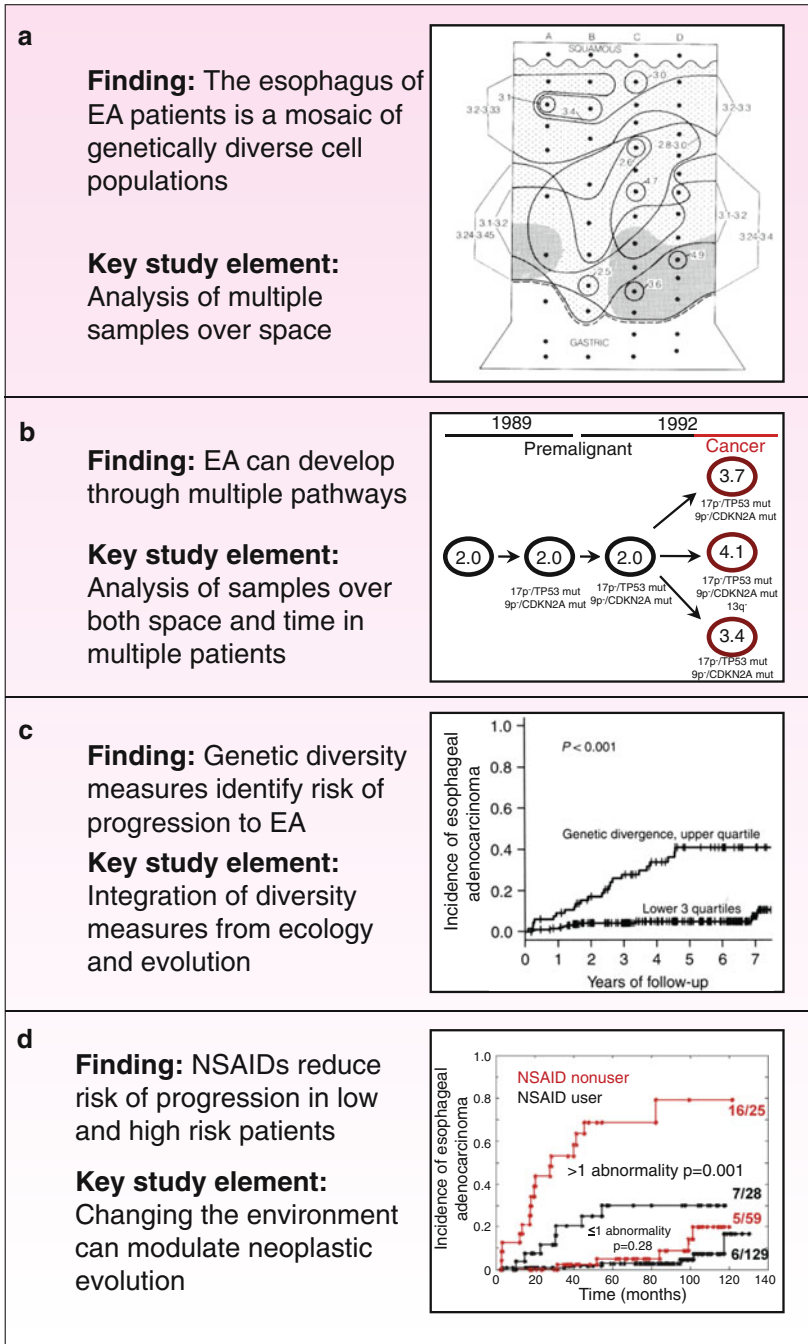 a
Finding: The esophagus of
EA patients is a mosaic of
genetically diverse cell
populations
Key study element:
Analysis of multiple
samples over space
A B C D
SQUAMOUS
3.0
3.1
3.2-3.33
3.4
3.2-3.3
2.8-3.0
2.6
4.7
3.1-3.2
3.24-3.45
3.1-3.2
3.24-3.4
4.9
2.5
3.6
GASTRIC
b
Finding: EA can develop
through multiple pathways
Key study element:
Analysis of samples over
both space and time in
multiple patients
1989 1992
Premalignant Cancer
3.7
17p-/TP53 mut
9p-/CDKN2A mut
2.0 2.0 2.0 4.1
17p-/TP53 mut 17p-/TP53 mut 17p-/TP53 mut
9p-/CDKN2A mut 9p-/CDKN2A mut 9p-/CDKN2A mut
13q-
3.4
17p-/TP53 mut
9p-/CDKN2A mut
c
Finding: Genetic diversity
measures identify risk of
progression to EA
Key study element:
Integration of diversity
measures from ecology
and evolution
Incidence of esophageal
adenocarcinoma
1.0
0.8
0.6
0.4
0.2
0.0
P < 0.001
Genetic divergence, upper quartile
Lower 3 quartiles
0 1 2 3 4 5 6 7
Years of follow-up
d
Finding: NSAIDs reduce
risk of progression in low
and high risk patients
Key study element:
Changing the environment
can modulate neoplastic
evolution
Incidence of esophageal
adenocarcinoma
1.0
0.8
0.6
0.4
0.2
0
NSAID nonuser
NSAID user
16/25
>1 abnormality p=0.001
7/28
5/59
≤1 abnormality
p=0.28
6/129
0 20 40 60 80 100 120 140
Time (months)